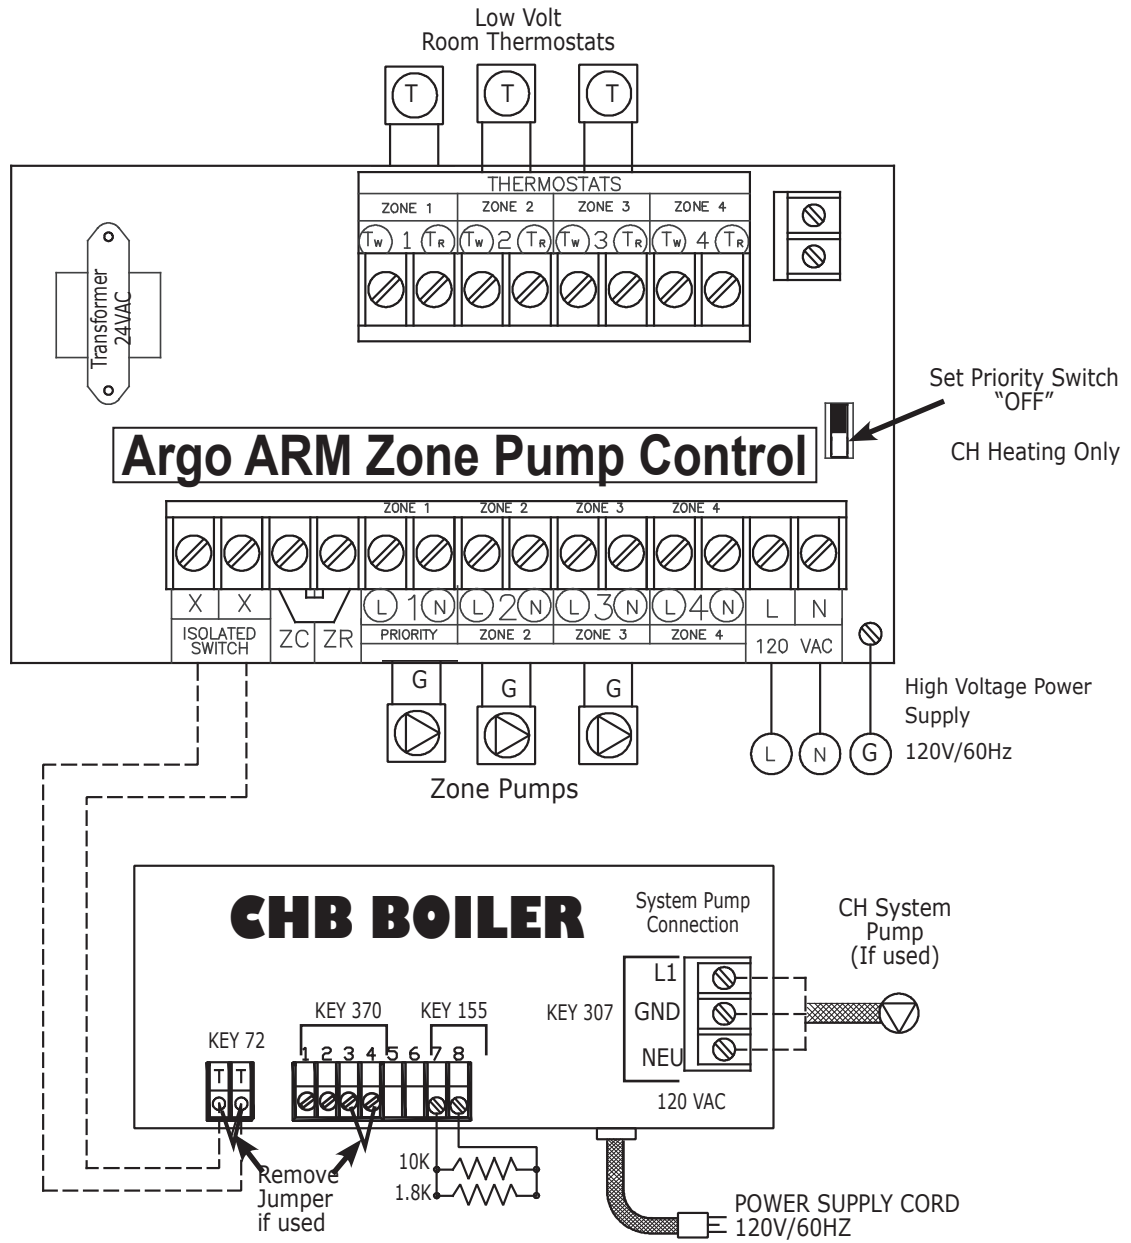 Low Volt
Room Thermostats
T T T
THERMOSTATS
ZONE 1 ZONE 2 ZONE 3 ZONE 4
Tw 1 TR Tw 2 TR Tw 3 TR Tw 4 TR
Transformer
24VAC
Set Priority Switch
“OFF”
CH Heating Only
Argo ARM Zone Pump Control
ZONE 1 ZONE 2 ZONE 3 ZONE 4
X X L 1 N L 2 N L 3 N L 4 N L N
ISOLATED
SWITCH
ZC ZR
PRIORITY ZONE 2 ZONE 3 ZONE 4
120 VAC
G G G
High Voltage Power
Supply
120V/60Hz
L N G
Zone Pumps
CHB BOILER
System Pump
Connection
CH System
Pump
(If used)
L1
GND
NEU
KEY 307
120 VAC
KEY 370
KEY 155
KEY 72
1 2 3 4 5 6 7 8
T T
Remove
Jumper
if used
10K
1.8K
POWER SUPPLY CORD
120V/60HZ